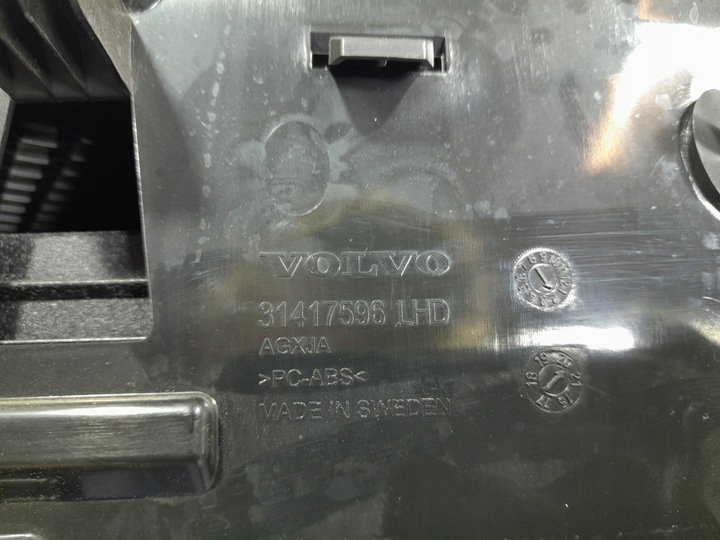 VOLVO
31417596 LHD
AGXJA
>PC-ABS<
MADE IN SWEDEN